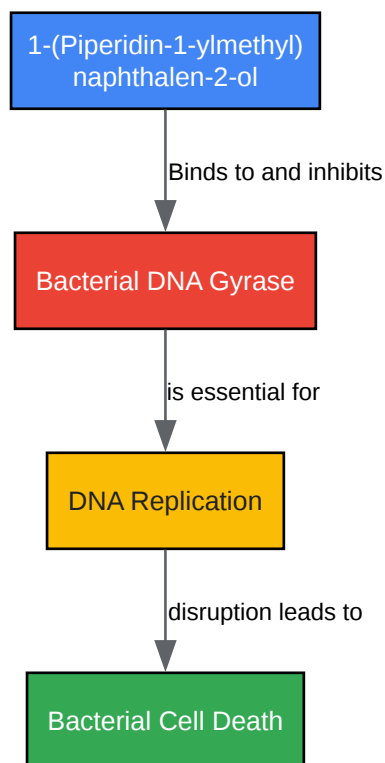 1-(Piperidin-1-ylmethyl)
naphthalen-2-ol
Binds to and inhibits
Bacterial DNA Gyrase
is essential for
DNA Replication
disruption leads to
Bacterial Cell Death